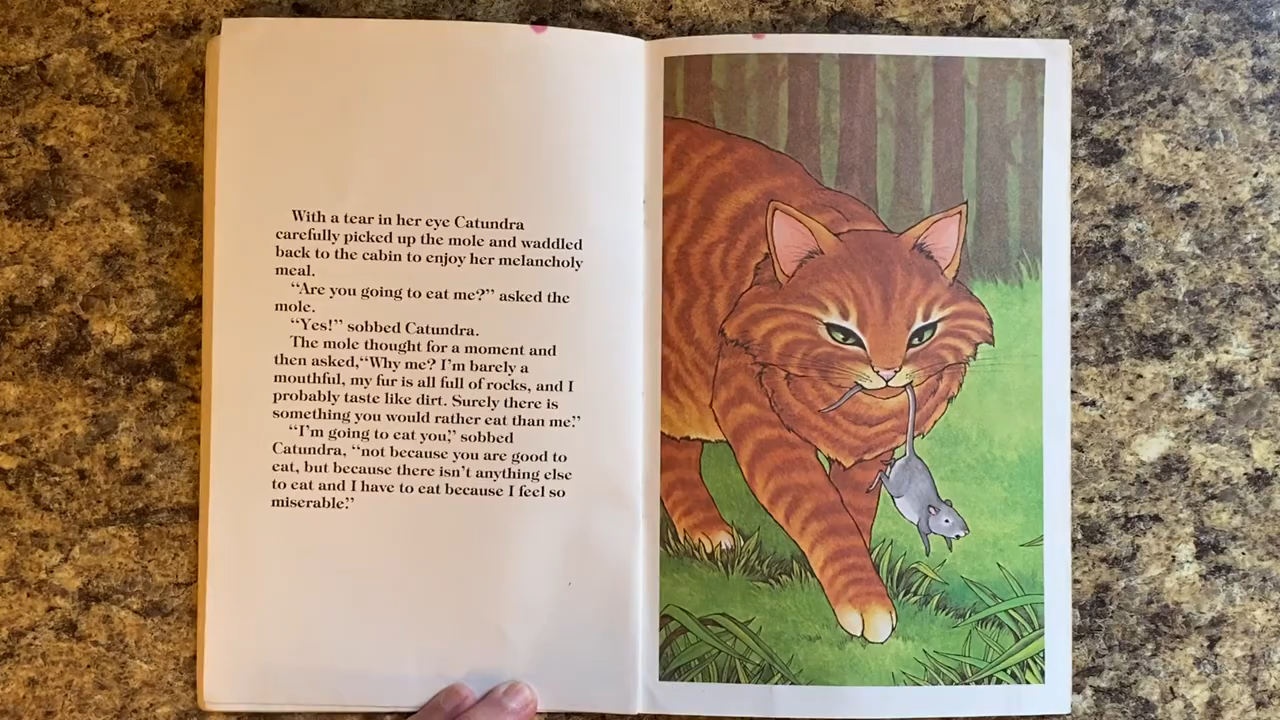 With a tear in her eye Catundra
carefully picked up the mole and waddled
back to the cabin to enjoy her melancholy
meal.
“Are you going to eat me?” asked the
mole.
“Yes!” sobbed Catundra.
The mole thought for a moment and
then asked,“Why me? I'm barely a
mouthful, my fur is all full of rocks, and I
probably taste like dirt. Surely there is
something you would rather eat than me.”
“I'm going to eat you,” sobbed
Catundra, “not because you are good to
eat, but because there isn't anything else
to eat and I have to eat because I feel so
miserable.”